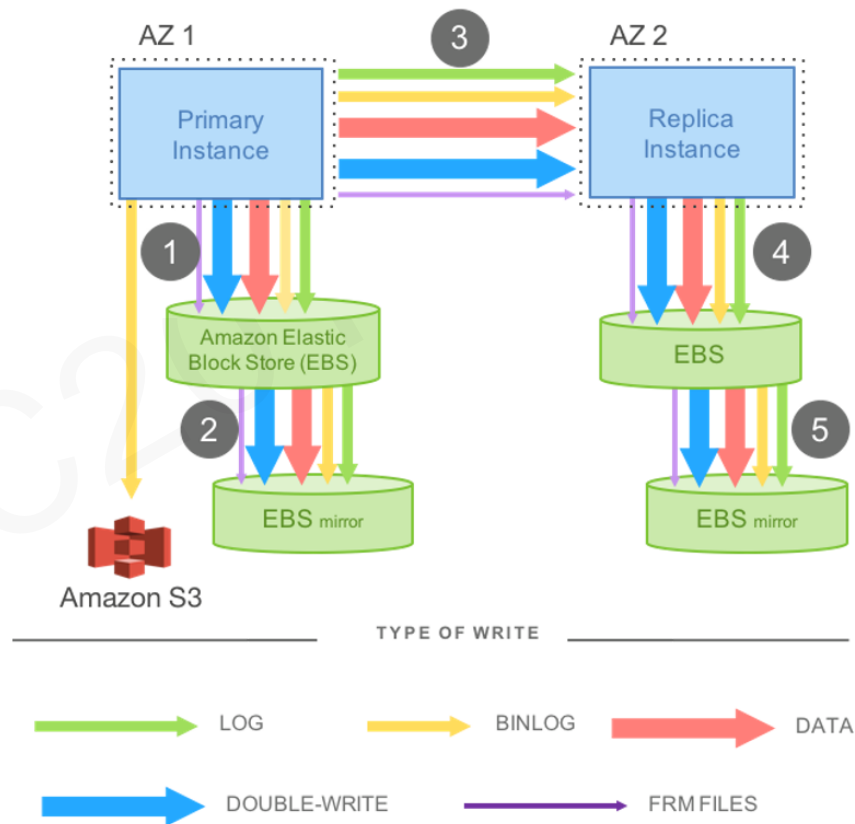 AZ 1
3
AZ 2
Primary
Instance
Replica
Instance
1
4
Amazon Elastic
Block Store (EBS)
EBS
2
5
EBS mirror
EBS mirror
Amazon S3
TYPE OF WRITE
LOG
BINLOG
DATA
DOUBLE-WRITE
FRM FILES